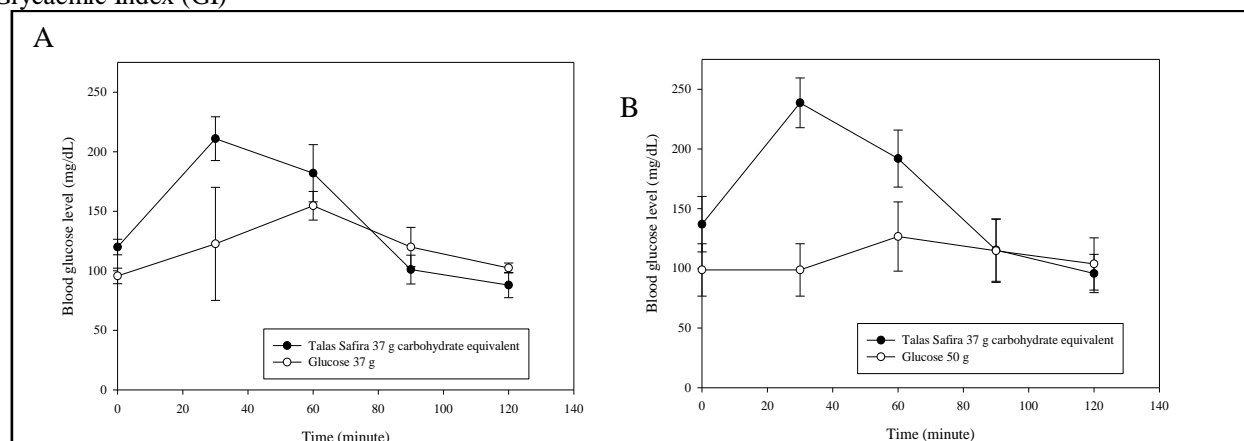 Glycaemic Index (GI)
A
250
200
150
100
50
0
Blood glucose level (mg/dL)
Talas Safira 37 g carbohydrate equivalent
Glucose 37 g
0 20 40 60 80 100 120 140
Time (minute)
B
250
200
150
100
50
0
Blood glucose level (mg/dL)
Talas Safira 37 g carbohydrate equivalent
Glucose 50 g
0 20 40 60 80 100 120 140
Time (minute)